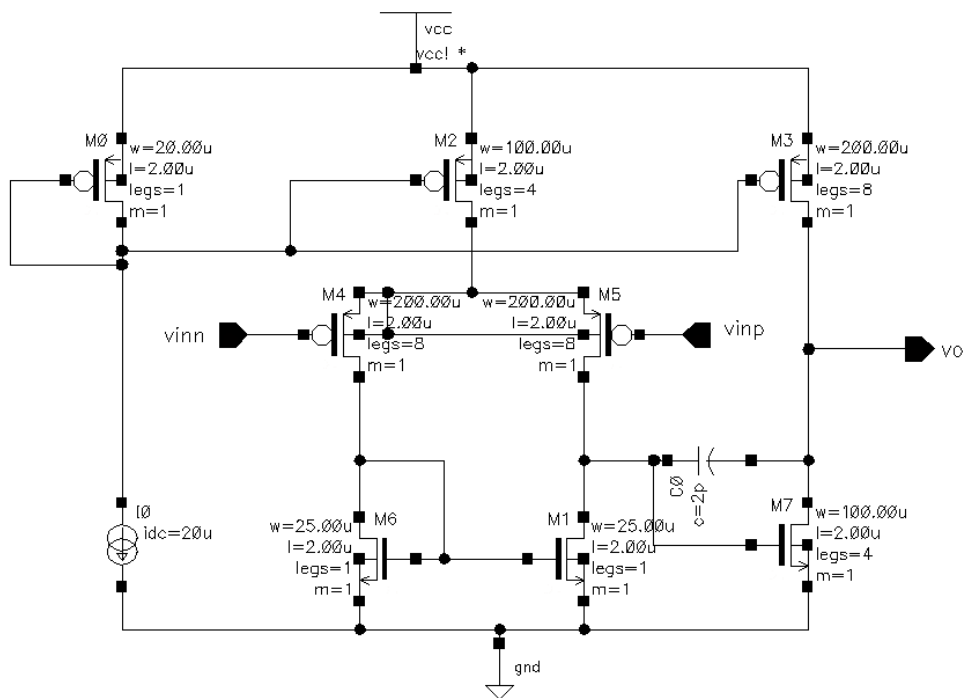 vcc
vcc! *
M0
w=20.00u
l=2.00u
legs=1
m=1
M2
w=100.00u
l=2.00u
legs=4
m=1
M3
w=200.00u
l=2.00u
legs=8
m=1
M4
w=200.00u
l=2.00u
legs=8
m=1
w=200.00u
M5
l=2.00u
legs=8
m=1
vinn
vinp
vo
I0
idc=20u
w=25.00u
M6
l=2.00u
legs=1
m=1
M1
w=25.00u
l=2.00u
legs=1
m=1
C0
c=2p
M7
w=100.00u
l=2.00u
legs=4
m=1
gnd